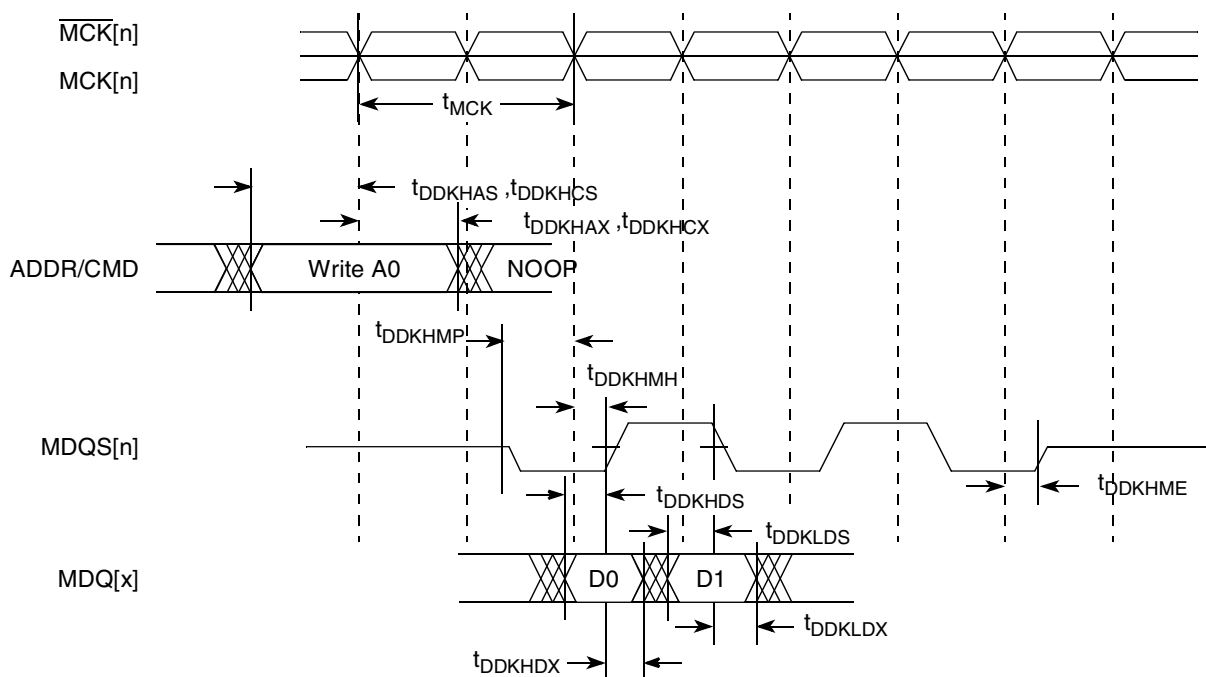 MCK[n]
MCK[n]
tMCK
tDDKHAS ,tDDKHCS
tDDKHAX ,tDDKHCX
ADDR/CMD Write A0 NOOP
tDDKHMP
tDDKHMH
MDQS[n]
tDDKHME
tDDKHDS
tDDKLDS
MDQ[x] D0 D1
tDDKLDX
tDDKHDX